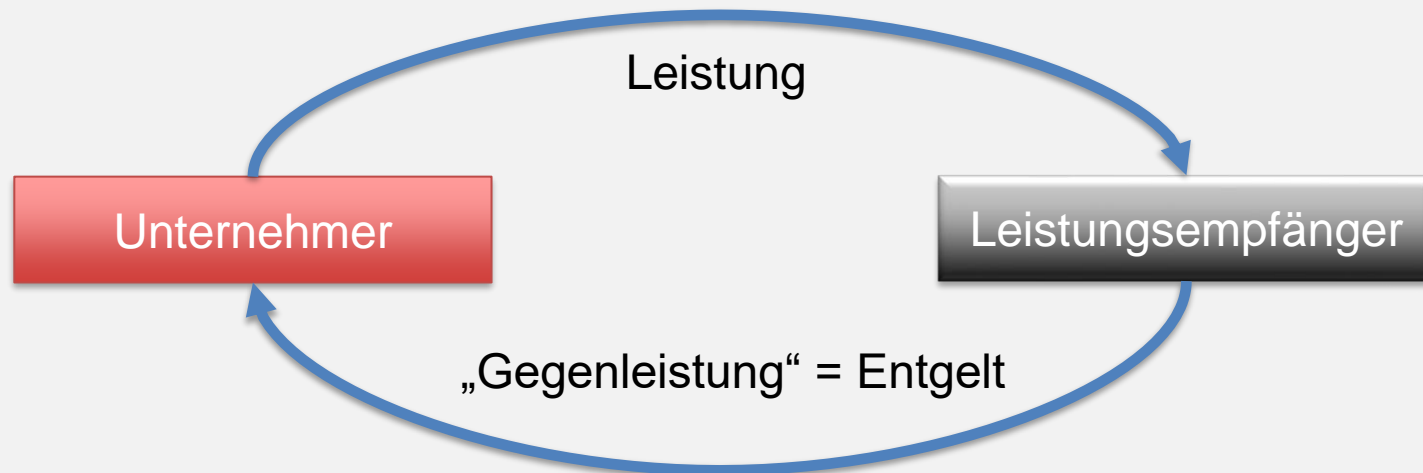 Leistung
Unternehmer
Leistungsempfänger
„Gegenleistung“ = Entgelt